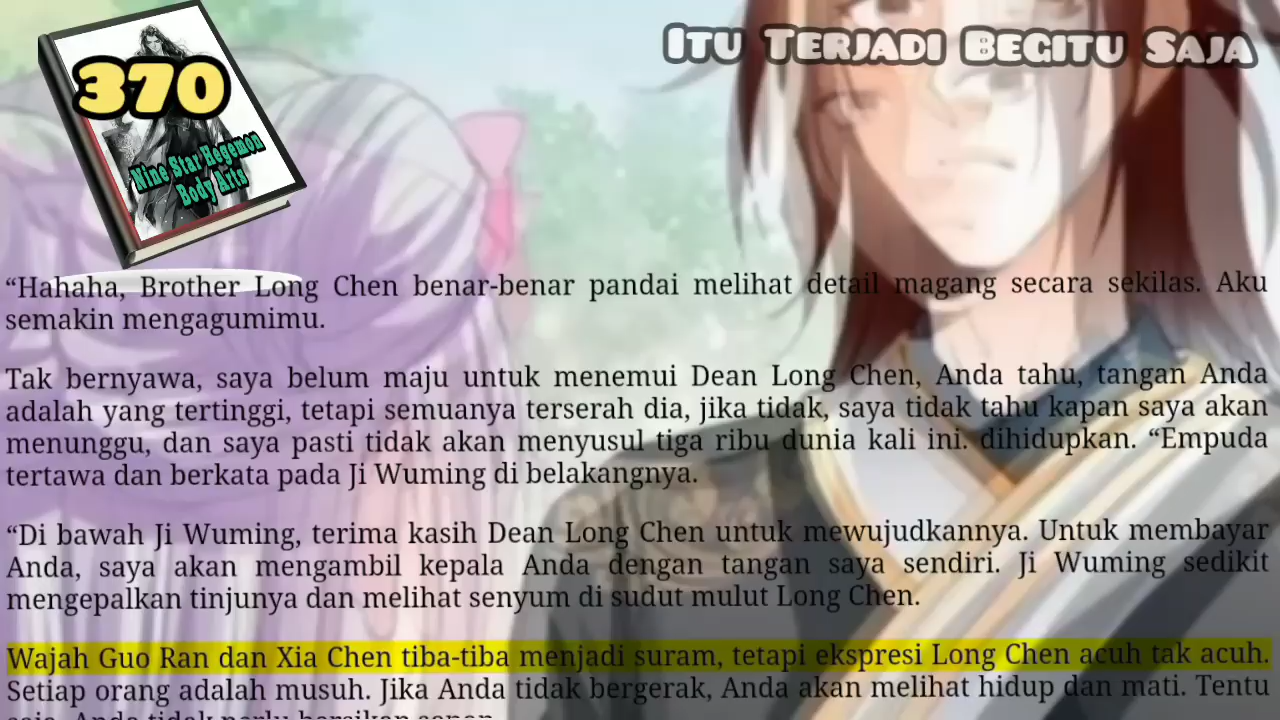 Itu Terjadi Begitu Saja
370
Nine Star Hegemon
Body Arts
“Hahaha, Brother Long Chen benar-benar pandai melihat detail magang secara sekilas. Aku
semakin mengagumimu.
Tak bernyawa, saya belum maju untuk menemui Dean Long Chen, Anda tahu, tangan Anda
adalah yang tertinggi, tetapi semuanya terserah dia, jika tidak, saya tidak tahu kapan saya akan
menunggu, dan saya pasti tidak akan menyusul tiga ribu dunia kali ini. dihidupkan. “Empuda
tertawa dan berkata pada Ji Wuming di belakangnya.
“Di bawah Ji Wuming, terima kasih Dean Long Chen untuk mewujudkannya. Untuk membayar
Anda, saya akan mengambil kepala Anda dengan tangan saya sendiri. Ji Wuming sedikit
mengepalkan tinjunya dan melihat senyum di sudut mulut Long Chen.
Wajah Guo Ran dan Xia Chen tiba-tiba menjadi suram, tetapi ekspresi Long Chen acuh tak acuh.
Setiap orang adalah musuh. Jika Anda tidak bergerak, Anda akan melihat hidup dan mati. Tentu